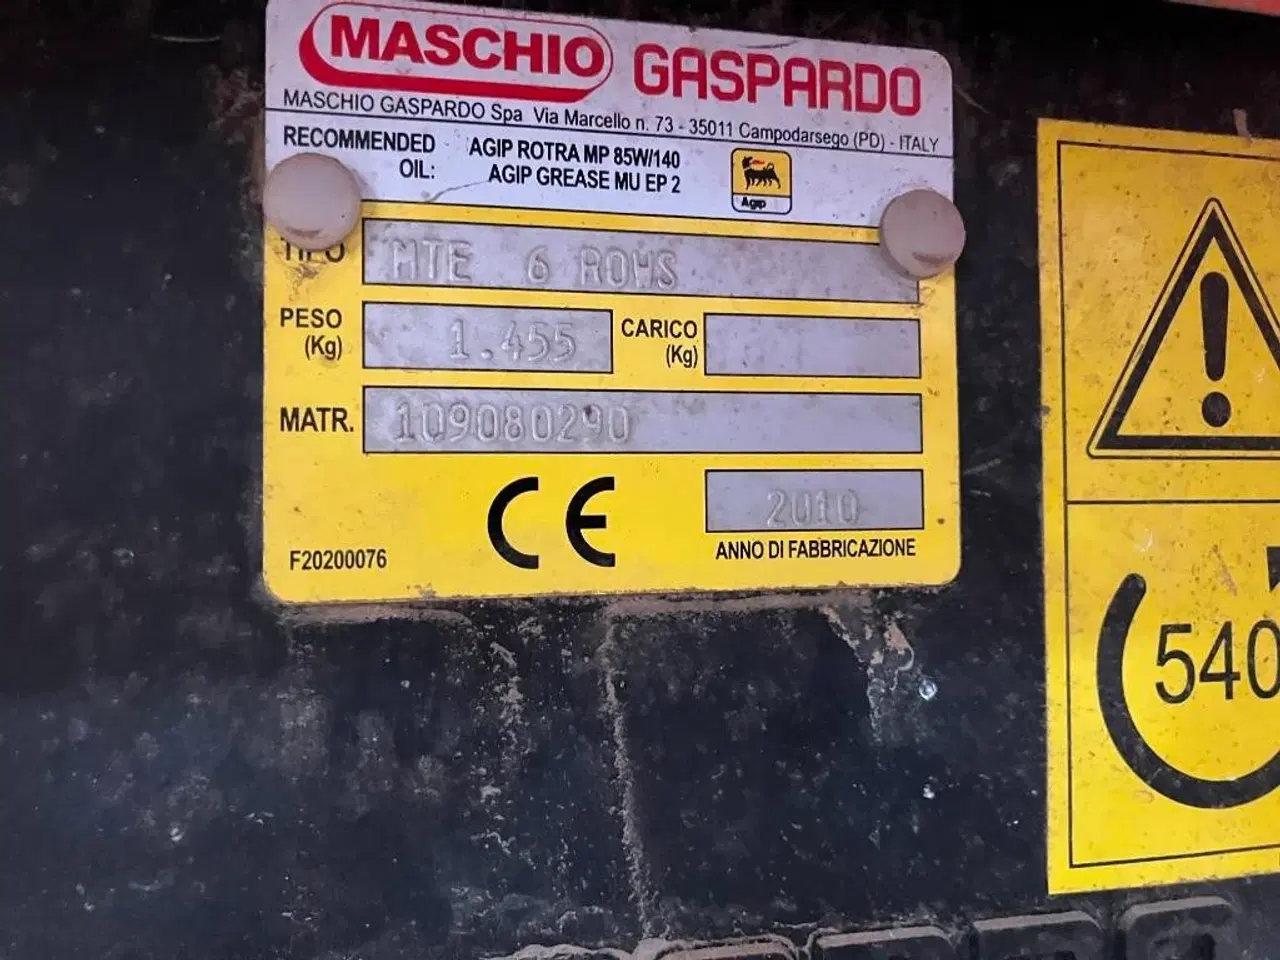 MASCHIO GASPARDO
MASCHIO GASPARDO Spa Via Marcello n. 73 - 35011 Campodarsego (PD) - ITALY
RECOMMENDED OIL: AGIP ROTRA MP 85W/140
AGIP GREASE MU EP 2
Agip
TIPO MTE 6 ROWS
PESO (Kg) 1.455 CARICO (Kg)
MATR. 109080290
CE 2010
F20200076 ANNO DI FABBRICAZIONE
!
540